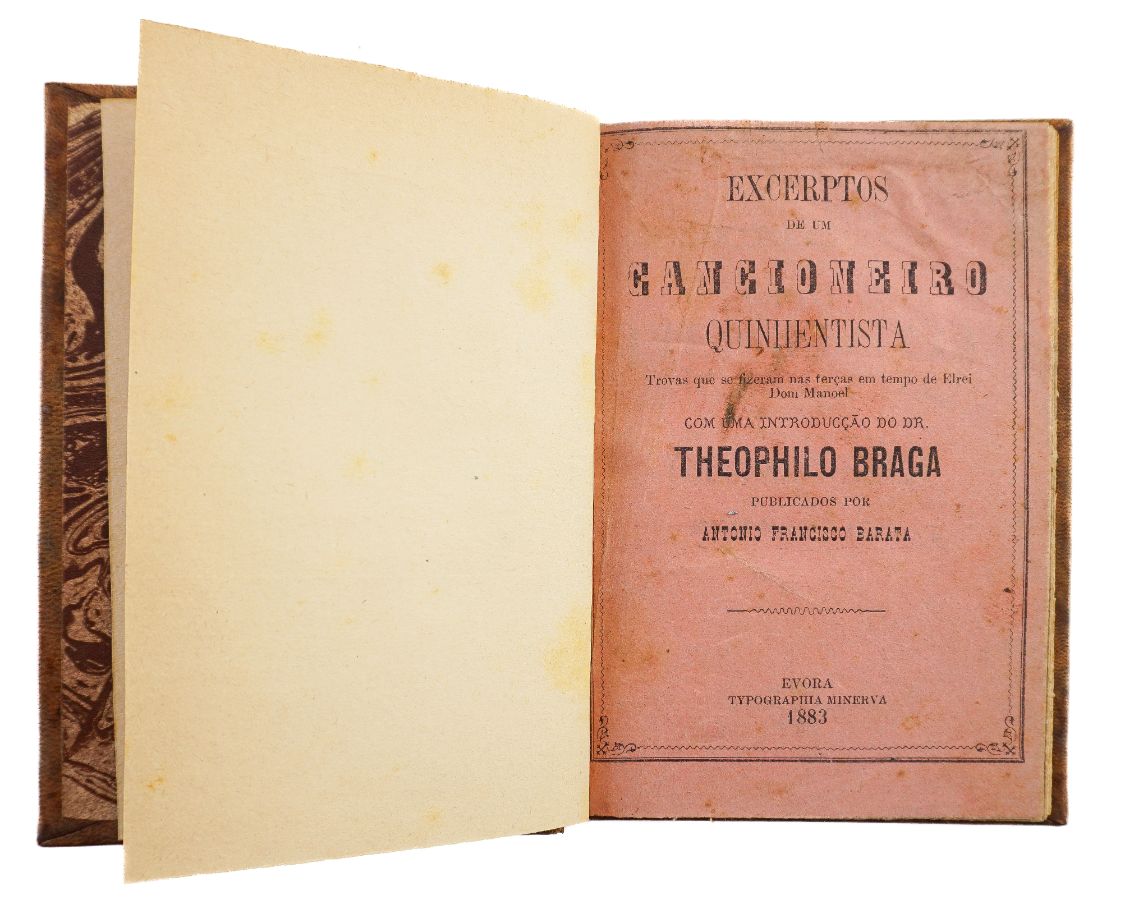 EXCERPTOS
DE UM
CANCIONEIRO
QUINHENTISTA
Trovas que se fizeram nas terças em tempo de Elrei
Dom Manoel
COM UMA INTRODUCÇÃO DO DR.
THEOPHILO BRAGA
PUBLICADOS POR
ANTONIO FRANCISCO BARATA
EVORA
TYPOGRAPHIA MINERVA
1883